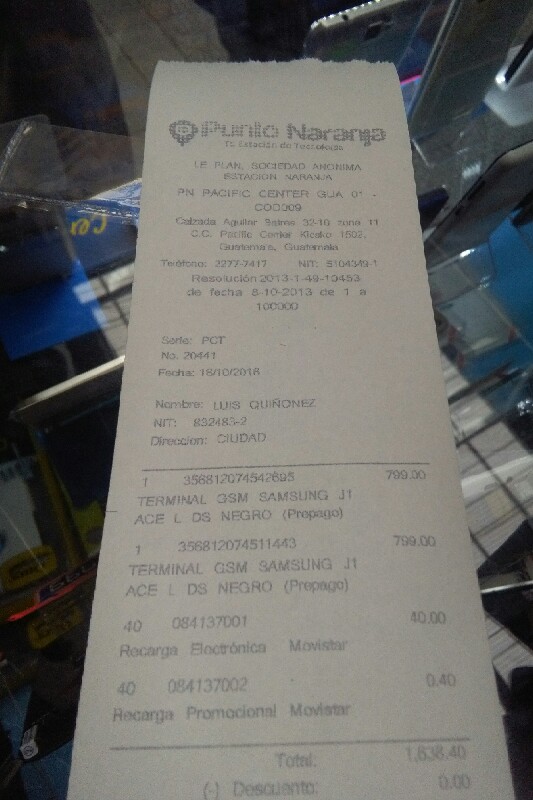 Punto Naranja
Tu Estación de Tecnología
LE PLAN, SOCIEDAD ANONIMA
ESTACION NARANJA
PN PACIFIC CENTER GUA 01 -
COD009
Calzada Aguilar Batres 32-10 zona 11
C.C. Pacific Center Kiosko 1502,
Guatemala, Guatemala
Teléfono: 2277-7417 NIT: 5104349-1
Resolución 2013-1-49-10453
de fecha 8-10-2013 de 1 a
100000
Serie: PCT
No. 20441
Fecha: 18/10/2016
Nombre: LUIS QUIÑONEZ
NIT: 832483-2
Direccion: CIUDAD
1 356812074542695 799.00
TERMINAL GSM SAMSUNG J1
ACE L DS NEGRO (Prepago)
1 356812074511443 799.00
TERMINAL GSM SAMSUNG J1
ACE L DS NEGRO (Prepago)
40 084137001 40.00
Recarga Electrónica Movistar
40 084137002 0.40
Recarga Promocional Movistar
Total: 1,638.40
(-) Descuento: 0.00